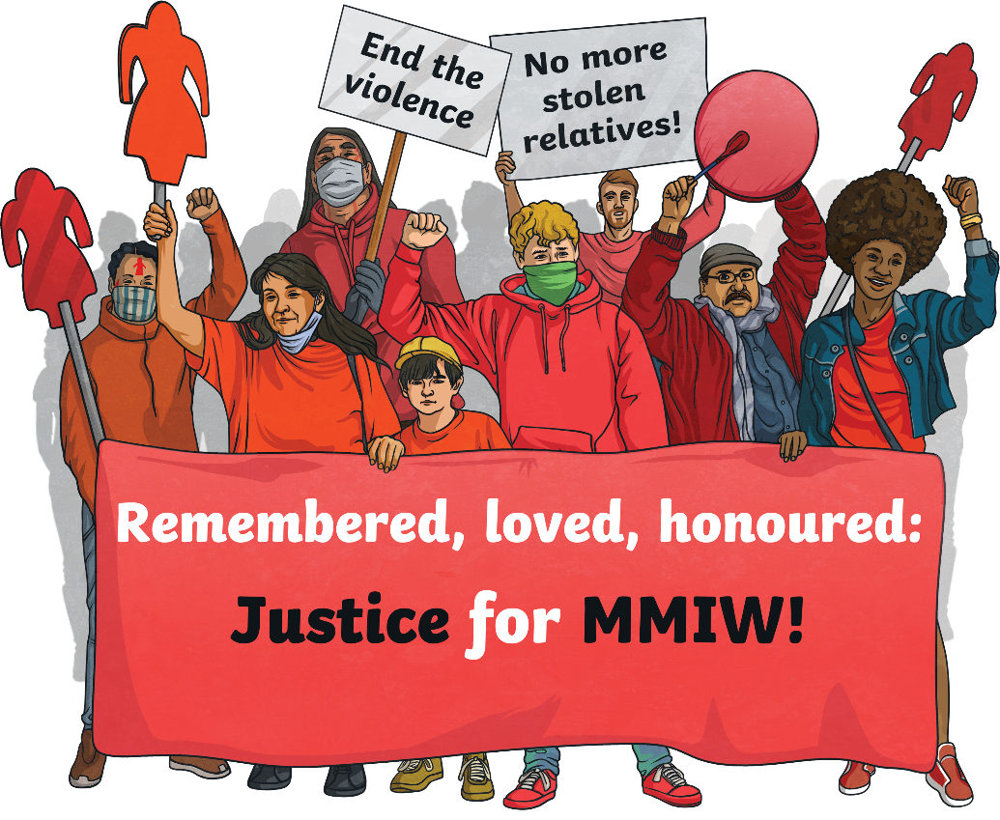 End the
violence
No more
stolen
relatives!
Remembered, loved, honoured:
Justice for MMIW!